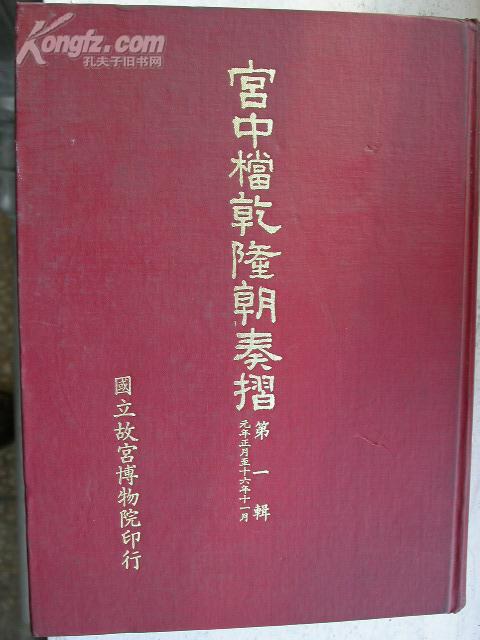 Kongfz.com
孔夫子旧书网
宮中檔乾隆朝奏摺
第一輯
元年正月至十六年十一月
國立故宮博物院印行